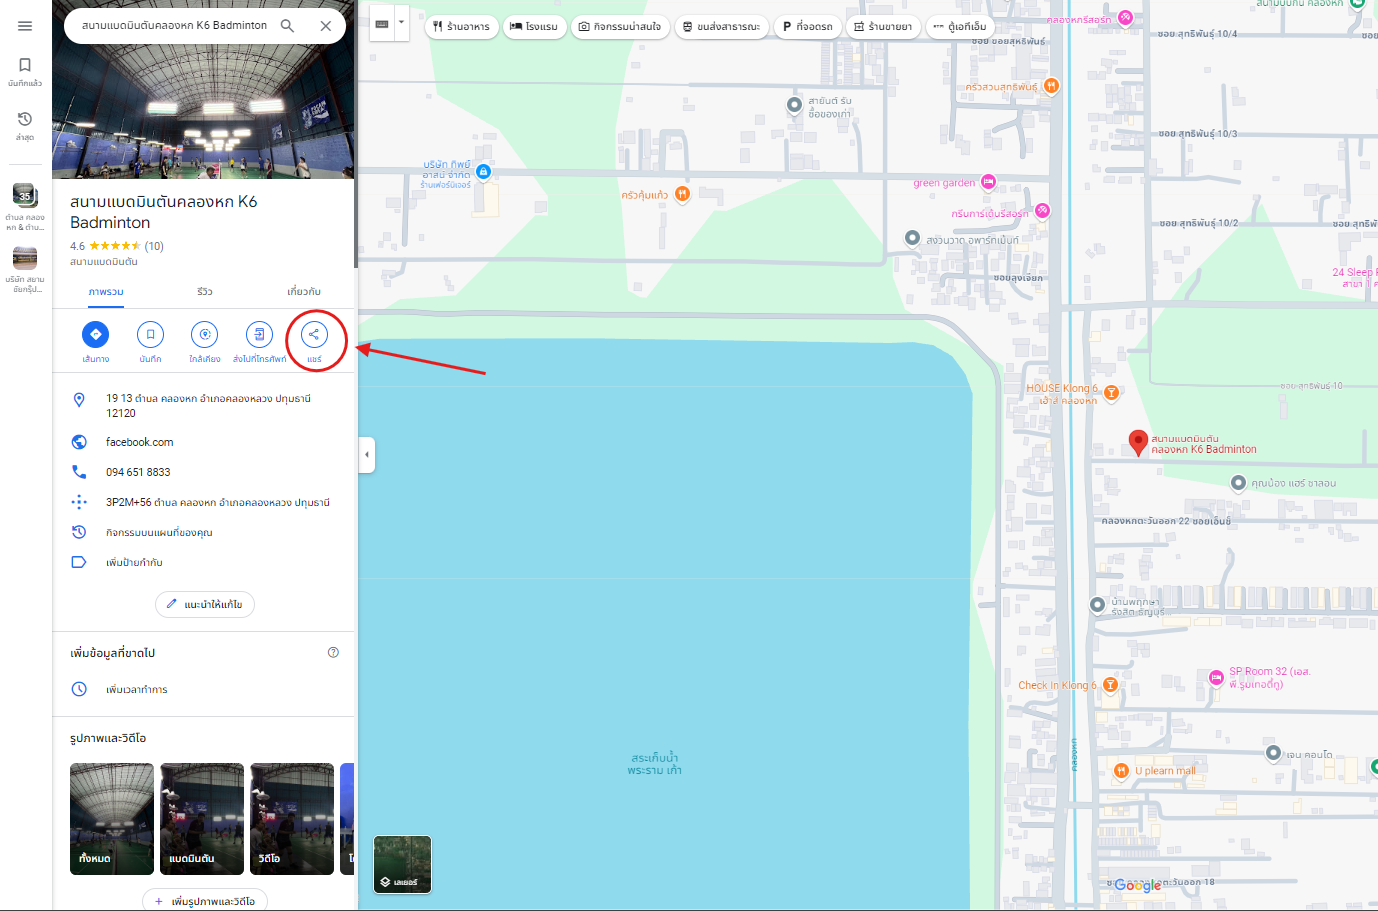 สนามแบดมินตันคลองหก K6 Badminton
บันทึกแล้ว
ล่าสุด
35
ตำบล คลอง
หก & ตำบ...
บริษัท สยาม
ชัยกรุ๊ป...
สนามแบดมินตันคลองหก K6
Badminton
4.6
(10)
สนามแบดมินตัน
ภาพรวม
รีวิว
เกี่ยวกับ
เส้นทาง
บันทึก
ใกล้เคียง
ส่งไปที่โทรศัพท์
แชร์
19 13 ตำบล คลองหก อำเภอคลองหลวง ปทุมธานี
12120
facebook.com
094 651 8833
3P2M+56 ตำบล คลองหก อำเภอคลองหลวง ปทุมธานี
กิจกรรมบนแผนที่ของคุณ
เพิ่มป้ายกำกับ
แนะนำให้แก้ไข
เพิ่มข้อมูลที่ขาดไป
เพิ่มเวลาทำการ
รูปภาพและวิดีโอ
ทั้งหมด
แบดมินตัน
วิดีโอ
เพิ่มรูปภาพและวิดีโอ
ร้านอาหาร
โรงแรม
กิจกรรมน่าสนใจ
ขนส่งสาธารณะ
ที่จอดรถ
ร้านขายยา
ตู้เอทีเอ็ม
คลองหกรีสอร์ท
ซอย สุทธิพันธุ์ 10/4
ครัวสวนสุทธิพันธุ์
สายันต์ รับ
ซื้อของเก่า
ซอย สุทธิพันธุ์ 10/3
บริษัท ทิพย์
อาสน์ จำกัด
ร้านเฟอร์นิเจอร์
ครัวคุ้มแก้ว
green garden
กรีนการ์เด้นรีสอร์ท
ซอย สุทธิพันธุ์ 10/2
สงวนวาด อพาร์ทเม้นท์
ซอยลุงเจียก
24 Sleep
สาขา 1
ซอย สุทธิพันธุ์ 10
HOUSE Klong 6
เฮ้าส์ คลองหก
สนามแบดมินตัน
คลองหก K6 Badminton
คุณน้อง แฮร์ ซาลอน
คลองหกตะวันออก 22 ซอยเอ็นซี
บ้านพฤกษา
รังสิต ธัญบุรี...
SP Room 32 (เอส.
พี.รูมเทอตี้ทู)
Check In Klong 6
คลองหก
เจน คอนโด
U plearn mall
สระเก็บน้ำ
พระราม เก้า
เลเยอร์
Google